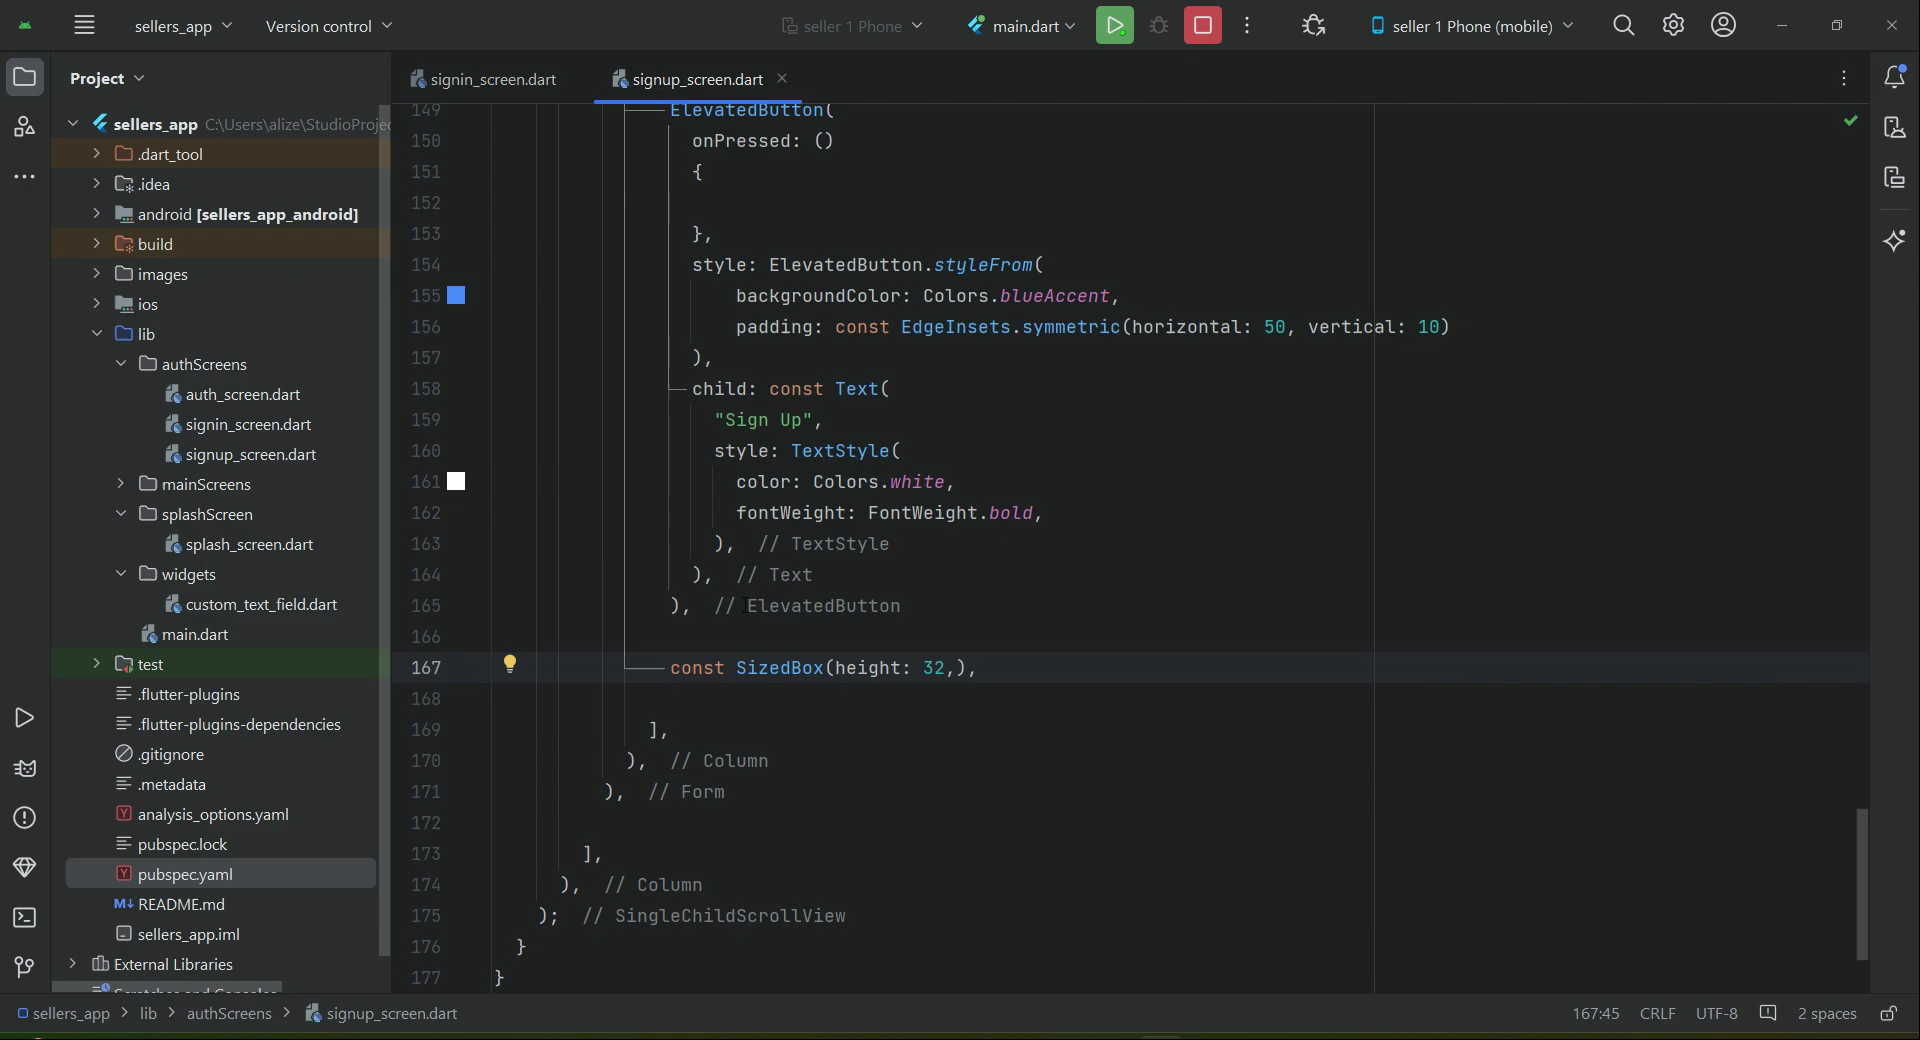 sellers_app
Version control
seller 1 Phone
main.dart
seller 1 Phone (mobile)
Project
signin_screen.dart
signup_screen.dart
sellers_app C:\Users\alize\StudioProje
.dart_tool
.idea
android [sellers_app_android]
build
images
ios
lib
authScreens
auth_screen.dart
signin_screen.dart
signup_screen.dart
mainScreens
splashScreen
splash_screen.dart
widgets
custom_text_field.dart
main.dart
test
.flutter-plugins
.flutter-plugins-dependencies
.gitignore
.metadata
analysis_options.yaml
pubspec.lock
pubspec.yaml
README.md
sellers_app.iml
External Libraries
Scratches and Consoles
149 ElevatedButton(
150 onPressed: ()
151 {
152
153 },
154 style: ElevatedButton.styleFrom(
155 backgroundColor: Colors.blueAccent,
156 padding: const EdgeInsets.symmetric(horizontal: 50, vertical: 10)
157 ),
158 child: const Text(
159 "Sign Up",
160 style: TextStyle(
161 color: Colors.white,
162 fontWeight: FontWeight.bold,
163 ), // TextStyle
164 ), // Text
165 ), // ElevatedButton
166
167 const SizedBox(height: 32,),
168
169 ],
170 ), // Column
171 ), // Form
172
173 ],
174 ), // Column
175 ); // SingleChildScrollView
176 }
177 }
sellers_app > lib > authScreens > signup_screen.dart
167:45 CRLF UTF-8 2 spaces